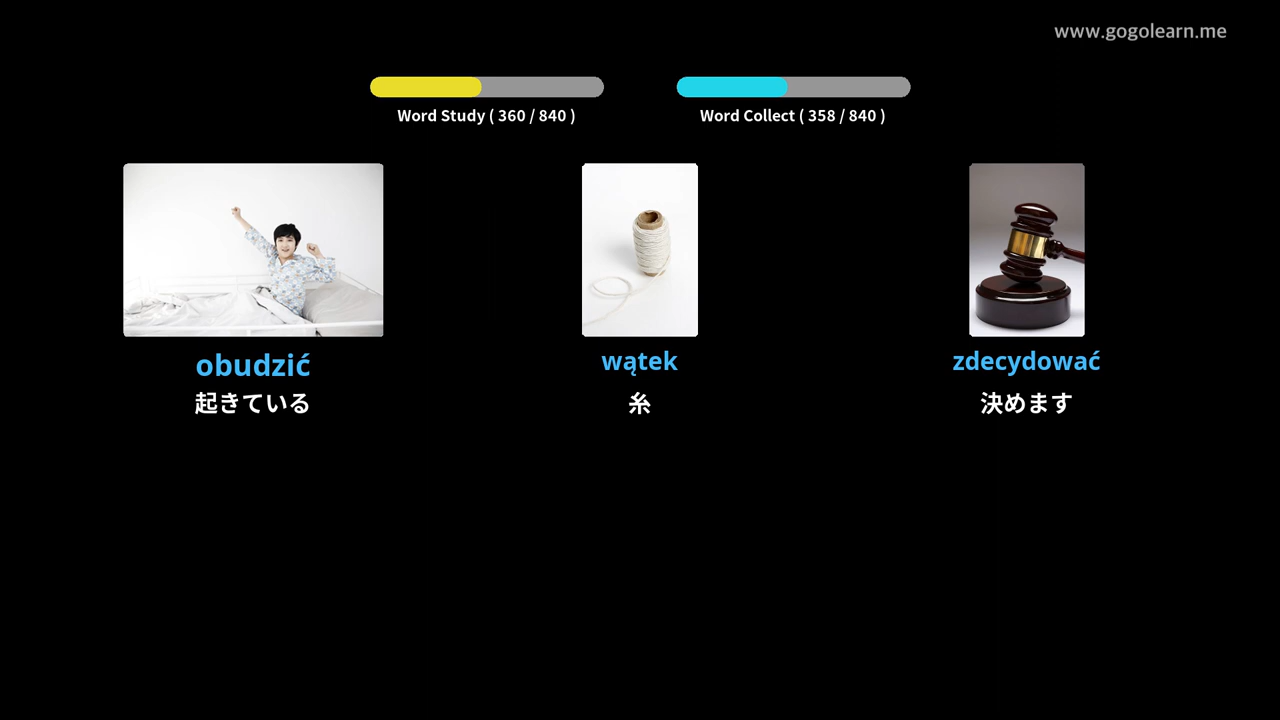 www.gogolearn.me
Word Study ( 360 / 840 )
Word Collect ( 358 / 840 )
obudzić
起きている
wątek
糸
zdecydować
決めます